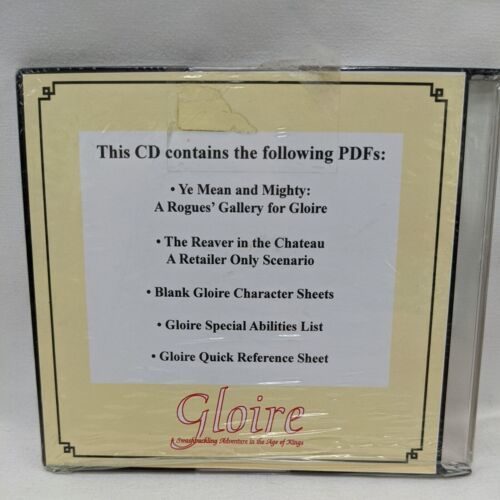 This CD contains the following PDFs:
• Ye Mean and Mighty:
A Rogues' Gallery for Gloire
• The Reaver in the Chateau
A Retailer Only Scenario
• Blank Gloire Character Sheets
• Gloire Special Abilities List
• Gloire Quick Reference Sheet
Gloire
Swashbuckling Adventure in the Age of Kings